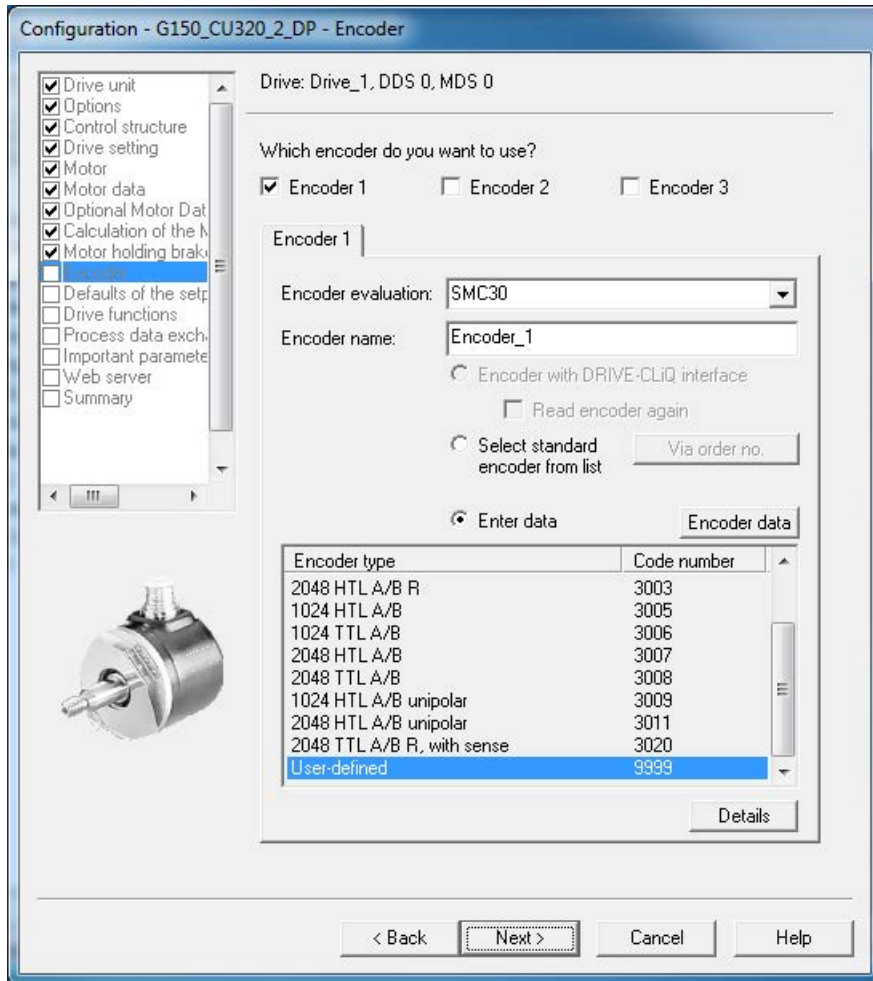 Configuration - G150_CU320_2_DP - Encoder
Drive unit
Options
Control structure
Drive setting
Motor
Motor data
Optional Motor Dat
Calculation of the M
Motor holding brak
Encoder
Defaults of the setp
Drive functions
Process data exch
Important paramete
Web server
Summary
Drive: Drive_1, DDS 0, MDS 0
Which encoder do you want to use?
Encoder 1 Encoder 2 Encoder 3
Encoder 1
Encoder evaluation: SMC30
Encoder name: Encoder_1
Encoder with DRIVE-CLiQ interface
Read encoder again
Select standard
encoder from list
Via order no.
Enter data Encoder data
Encoder type Code number
2048 HTL A/B R 3003
1024 HTL A/B 3005
1024 TTL A/B 3006
2048 HTL A/B 3007
2048 TTL A/B 3008
1024 HTL A/B unipolar 3009
2048 HTL A/B unipolar 3011
2048 TTL A/B R, with sense 3020
User-defined 9999
Details
< Back Next > Cancel Help